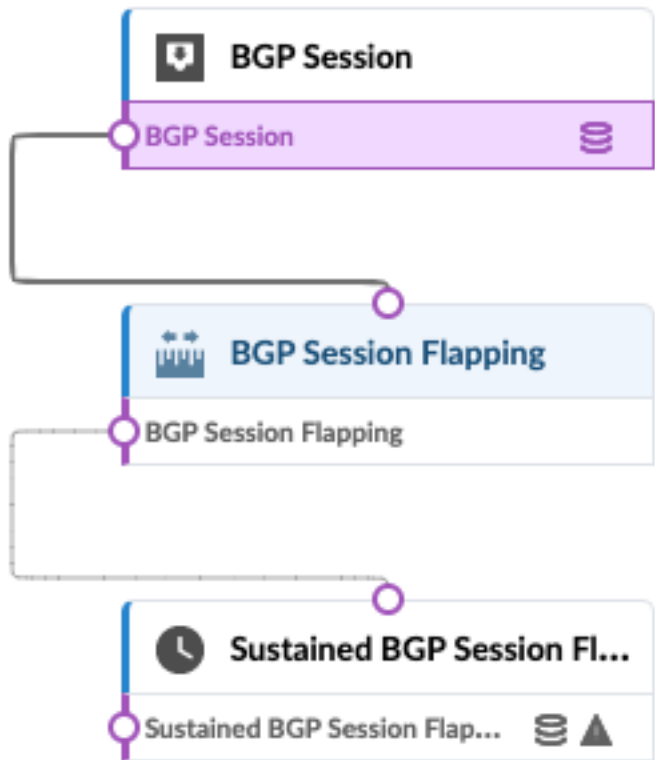 BGP Session
BGP Session
BGP Session Flapping
BGP Session Flapping
Sustained BGP Session Fl...
Sustained BGP Session Flap...